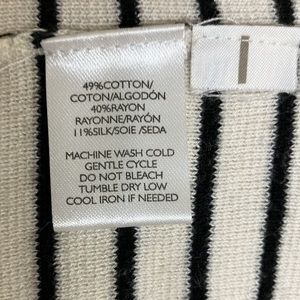 49%COTTON/
COTON/ALGODÓN
40%RAYON
RAYONNE/RAYÓN
11%SILK/SOIE/SEDA
MACHINE WASH COLD
GENTLE CYCLE
DO NOT BLEACH
TUMBLE DRY LOW
COOL IRON IF NEEDED